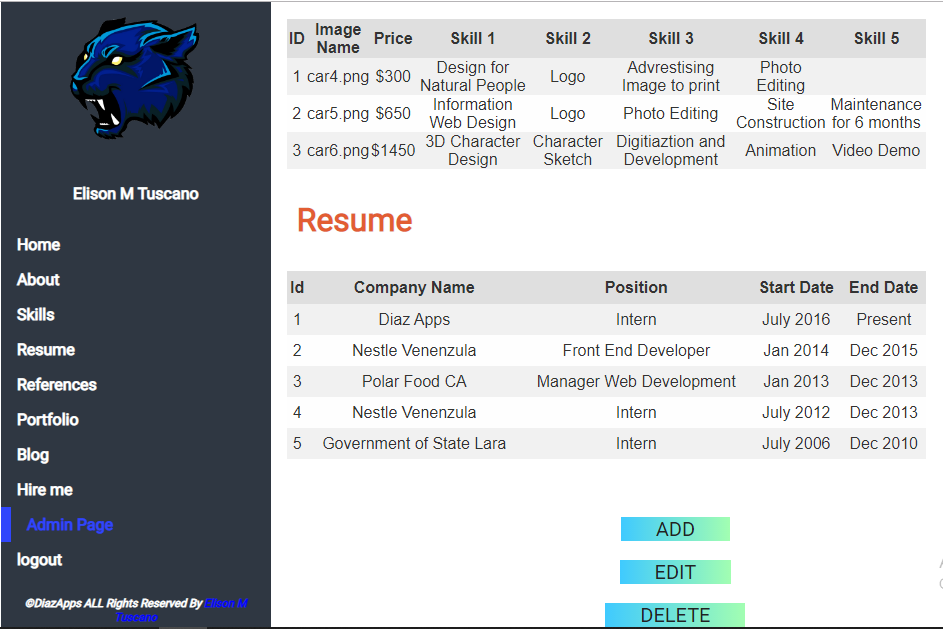 Elison M Tuscano
Home
About
Skills
Resume
References
Portfolio
Blog
Hire me
Admin Page
logout
©DiazApps ALL Rights Reserved By Elison M
Tuscano
ID Image Name Price Skill 1 Skill 2 Skill 3 Skill 4 Skill 5
1 car4.png $300 Design for Natural People Logo Advrestising Image to print Photo Editing
2 car5.png $650 Information Web Design Logo Photo Editing Site Construction Maintenance for 6 months
3 car6.png $1450 3D Character Design Character Sketch Digitiaztion and Development Animation Video Demo
Resume
Id Company Name Position Start Date End Date
1 Diaz Apps Intern July 2016 Present
2 Nestle Venenzula Front End Developer Jan 2014 Dec 2015
3 Polar Food CA Manager Web Development Jan 2013 Dec 2013
4 Nestle Venenzula Intern July 2012 Dec 2013
5 Government of State Lara Intern July 2006 Dec 2010
ADD
EDIT
DELETE